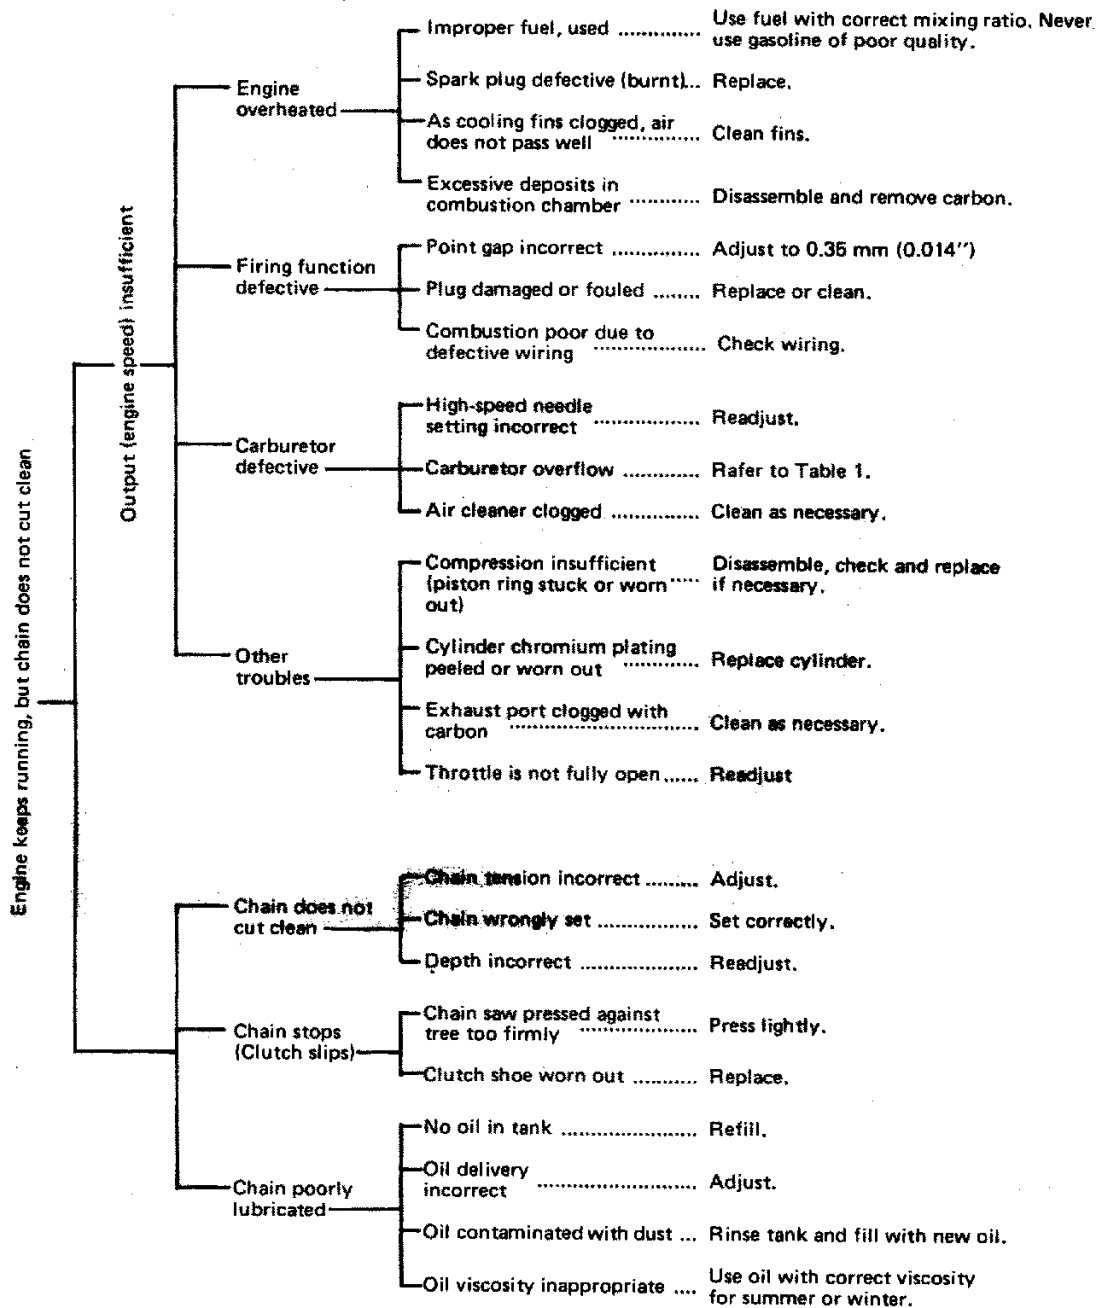 Engine keeps running, but chain does not cut clean
Output (engine speed) insufficient
Engine
overheated
Improper fuel, used .............. Use fuel with correct mixing ratio. Never
use gasoline of poor quality.
Spark plug defective (burnt)... Replace.
As cooling fins clogged, air
does not pass well ............... Clean fins.
Excessive deposits in
combustion chamber ............ Disassemble and remove carbon.
Firing function
defective
Point gap incorrect ............... Adjust to 0.35 mm (0.014")
Plug damaged or fouled ........ Replace or clean.
Combustion poor due to
defective wiring ................... Check wiring.
Carburetor
defective
High-speed needle
setting incorrect .................. Readjust.
Carburetor overflow ............. Rafer to Table 1.
Air cleaner clogged ............... Clean as necessary.
Other
troubles
Compression insufficient
(piston ring stuck or worn ..... Disassemble, check and replace
out) if necessary.
Cylinder chromium plating
peeled or worn out ............. Replace cylinder.
Exhaust port clogged with
carbon ................................ Clean as necessary.
Throttle is not fully open ...... Readjust
Chain does not
cut clean
Chain tension incorrect ......... Adjust.
Chain wrongly set ................. Set correctly.
Depth incorrect .................... Readjust.
Chain stops
(Clutch slips)
Chain saw pressed against
tree too firmly .................... Press lightly.
Clutch shoe worn out ........... Replace.
Chain poorly
lubricated
No oil in tank ....................... Refill.
Oil delivery
incorrect ........................... Adjust.
Oil contaminated with dust ... Rinse tank and fill with new oil.
Oil viscosity inappropriate .... Use oil with correct viscosity
for summer or winter.